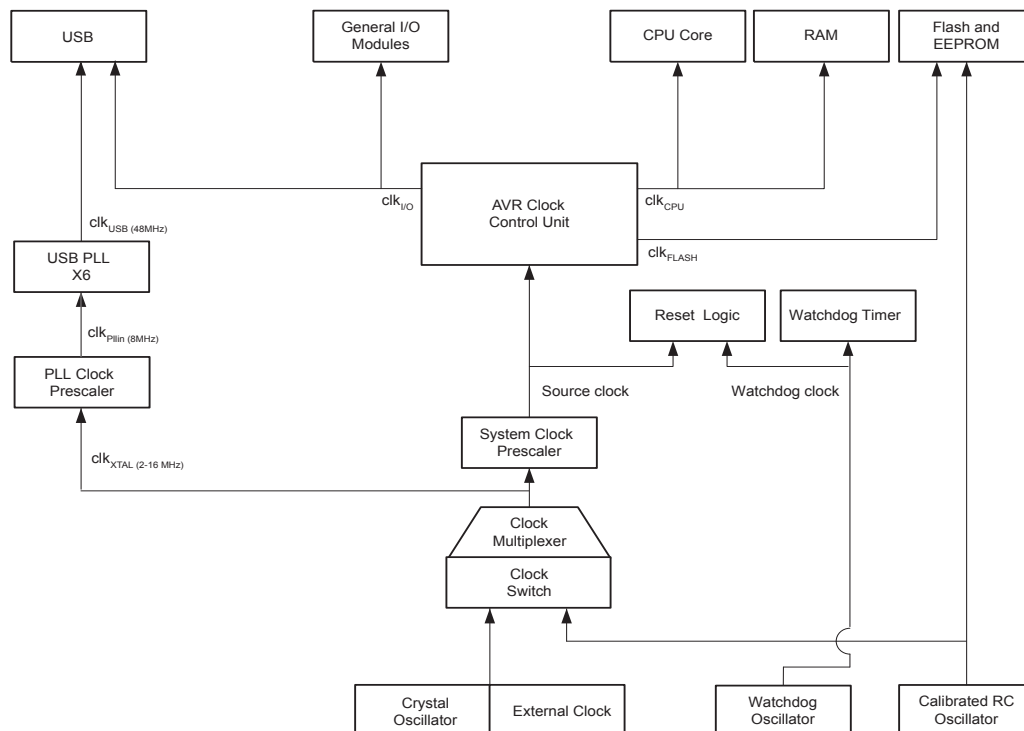 USB
General I/O
Modules
CPU Core
RAM
Flash and
EEPROM
clkI/O
AVR Clock
Control Unit
clkCPU
clkUSB (48MHz)
clkFLASH
USB PLL
X6
Reset Logic
Watchdog Timer
clkPllin (8MHz)
PLL Clock
Prescaler
Source clock
Watchdog clock
System Clock
Prescaler
clkXTAL (2-16 MHz)
Clock
Multiplexer
Clock
Switch
Crystal
Oscillator
External Clock
Watchdog
Oscillator
Calibrated RC
Oscillator